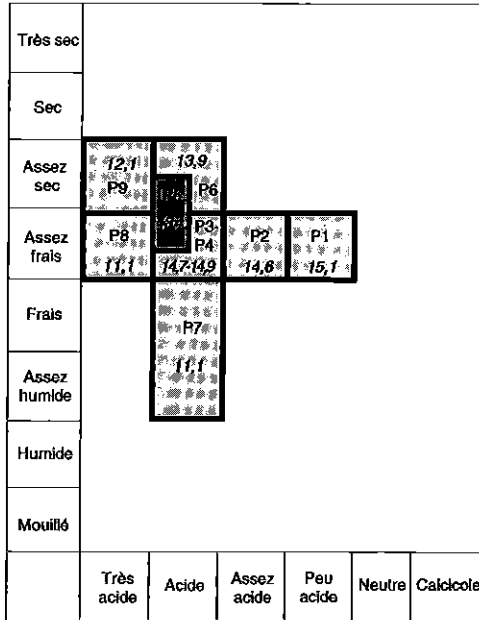 Très sec
Sec
Assez
sec
12,1
P9
13,9
P6
Assez
frais
P8
11,1
P3
P4
14,7-14,9
P2
14,6
P1
15,1
Frais
P7
11,1
Assez
humide
Humide
Mouillé
Très
acide
Acide
Assez
acide
Peu
acide
Neutre
Calcicole